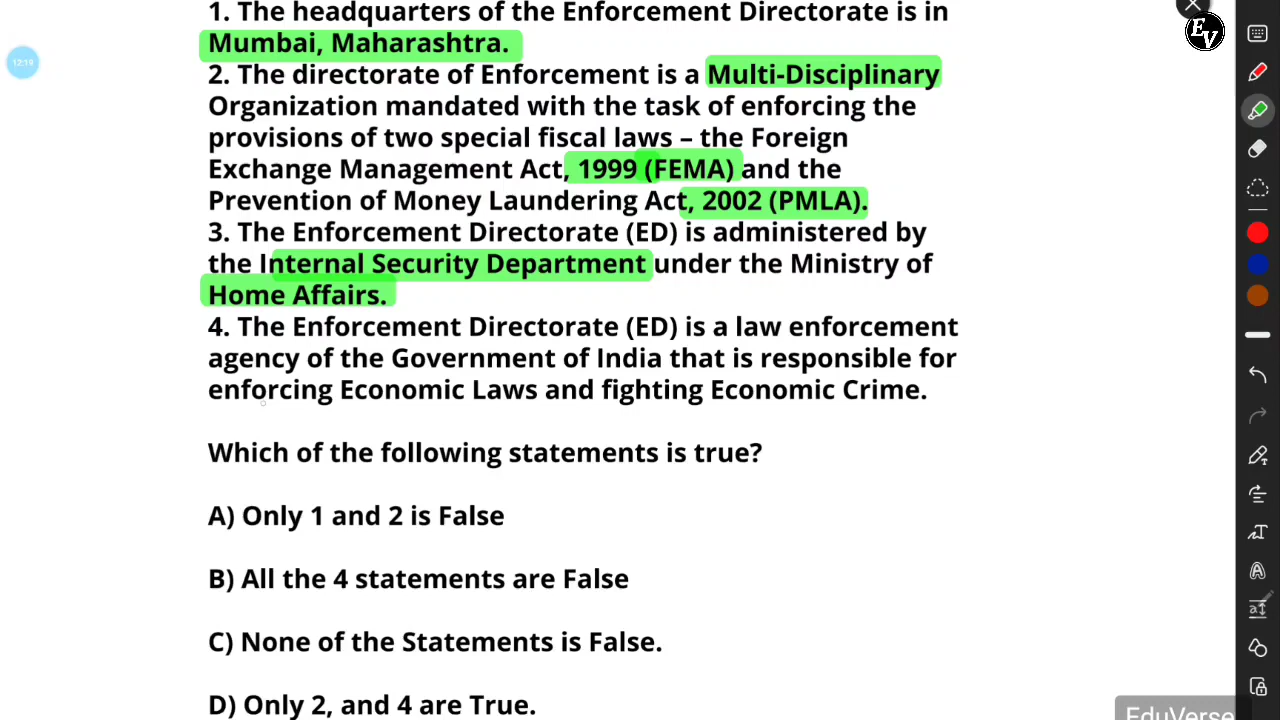 1. The headquarters of the Enforcement Directorate is in
Mumbai, Maharashtra.
12:19
EV
2. The directorate of Enforcement is a Multi-Disciplinary
Organization mandated with the task of enforcing the
provisions of two special fiscal laws – the Foreign
Exchange Management Act, 1999 (FEMA) and the
Prevention of Money Laundering Act, 2002 (PMLA).
3. The Enforcement Directorate (ED) is administered by
the Internal Security Department under the Ministry of
Home Affairs.
4. The Enforcement Directorate (ED) is a law enforcement
agency of the Government of India that is responsible for
enforcing Economic Laws and fighting Economic Crime.
Which of the following statements is true?
A) Only 1 and 2 is False
B) All the 4 statements are False
C) None of the Statements is False.
D) Only 2, and 4 are True.
EduVerse